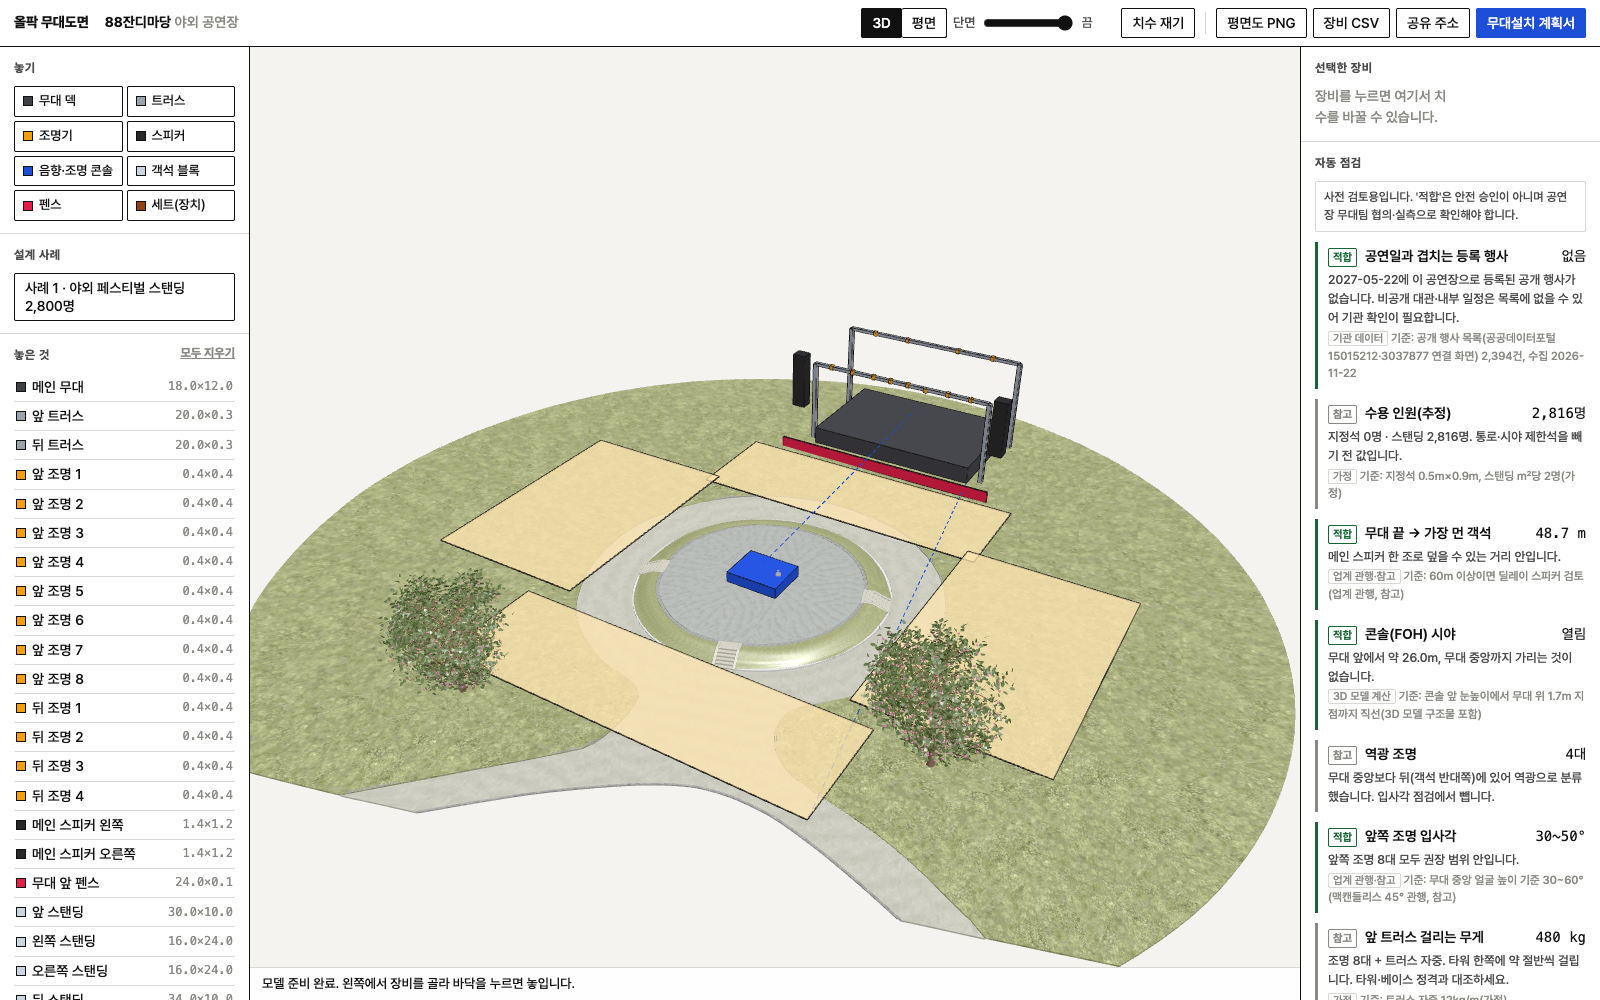 올팍 무대도면 88잔디마당 야외 공연장
3D 평면 단면 끔 치수 재기 평면도 PNG 장비 CSV 공유 주소 무대설치 계획서
놓기
무대 덱 트러스
조명기 스피커
음향·조명 콘솔 객석 블록
펜스 세트(장치)
설계 사례
사례 1 · 야외 페스티벌 스탠딩
2,800명
놓은 것 모두 지우기
메인 무대 18.0×12.0
앞 트러스 20.0×0.3
뒤 트러스 20.0×0.3
앞 조명 1 0.4×0.4
앞 조명 2 0.4×0.4
앞 조명 3 0.4×0.4
앞 조명 4 0.4×0.4
앞 조명 5 0.4×0.4
앞 조명 6 0.4×0.4
앞 조명 7 0.4×0.4
앞 조명 8 0.4×0.4
뒤 조명 1 0.4×0.4
뒤 조명 2 0.4×0.4
뒤 조명 3 0.4×0.4
뒤 조명 4 0.4×0.4
메인 스피커 왼쪽 1.4×1.2
메인 스피커 오른쪽 1.4×1.2
무대 앞 펜스 24.0×0.1
앞 스탠딩 30.0×10.0
왼쪽 스탠딩 16.0×24.0
오른쪽 스탠딩 16.0×24.0
뒤 스탠딩 34.0×10.0
모델 준비 완료. 왼쪽에서 장비를 골라 바닥을 누르면 놓입니다.
선택한 장비
장비를 누르면 여기서 치
수를 바꿀 수 있습니다.
자동 점검
사전 검토용입니다. '적합'은 안전 승인이 아니며 공연
장 무대팀 협의·실측으로 확인해야 합니다.
적합 공연일과 겹치는 등록 행사 없음
2027-05-22에 이 공연장으로 등록된 공개 행사가
없습니다. 비공개 대관·내부 일정은 목록에 없을 수 있
어 기관 확인이 필요합니다.
기관 데이터 기준: 공개 행사 목록(공공데이터포털
15015212·3037877 연결 화면) 2,394건, 수집 2026-
11-22
참고 수용 인원(추정) 2,816명
지정석 0명 · 스탠딩 2,816명. 통로·시야 제한석을 빼
기 전 값입니다.
가정 기준: 지정석 0.5m×0.9m, 스탠딩 m²당 2명(가
정)
적합 무대 끝 → 가장 먼 객석 48.7 m
메인 스피커 한 조로 덮을 수 있는 거리 안입니다.
업계 관행·참고 기준: 60m 이상이면 딜레이 스피커 검토
(업계 관행, 참고)
적합 콘솔(FOH) 시야 열림
무대 앞에서 약 26.0m, 무대 중앙까지 가리는 것이
없습니다.
3D 모델 계산 기준: 콘솔 앞 눈높이에서 무대 위 1.7m 지
점까지 직선(3D 모델 구조물 포함)
참고 역광 조명 4대
무대 중앙보다 뒤(객석 반대쪽)에 있어 역광으로 분류
했습니다. 입사각 점검에서 뺍니다.
적합 앞쪽 조명 입사각 30~50°
앞쪽 조명 8대 모두 권장 범위 안입니다.
업계 관행·참고 기준: 무대 중앙 얼굴 높이 기준 30~60°
(맥캔들리스 45° 관행, 참고)
참고 앞 트러스 걸리는 무게 480 kg
조명 8대 + 트러스 자중. 타워 한쪽에 약 절반씩 걸립
니다. 타워·베이스 정격과 대조하세요.
가정 기준: 트러스 자중 12kg/m(가정)